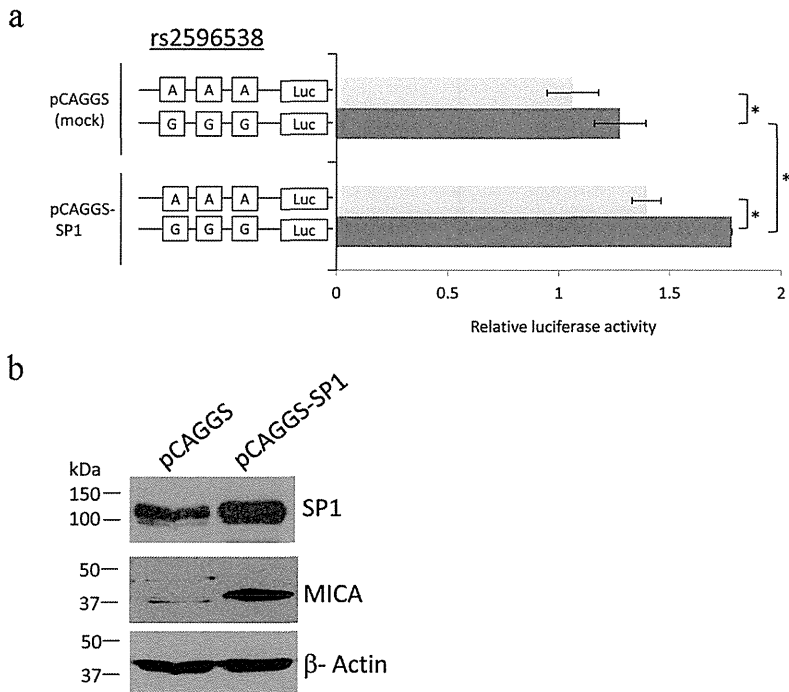 a
rs2596538
pCAGGS
(mock)
A A A Luc
G G G Luc
*
pCAGGS-
SP1
A A A Luc
G G G Luc
*
*
0 0.5 1 1.5 2
Relative luciferase activity
b
pCAGGS
pCAGGS-SP1
kDa
150
100
SP1
50
37
MICA
50
37
β- Actin